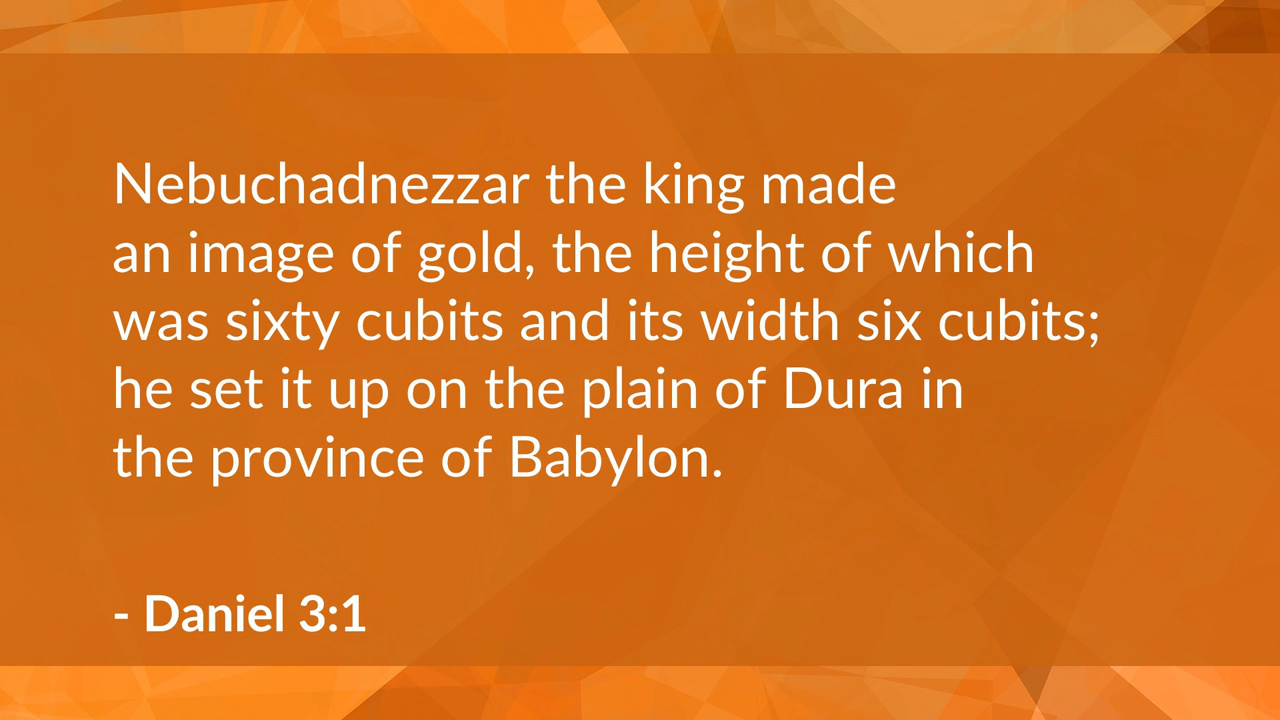 Nebuchadnezzar the king made
an image of gold, the height of which
was sixty cubits and its width six cubits;
he set it up on the plain of Dura in
the province of Babylon.
- Daniel 3:1